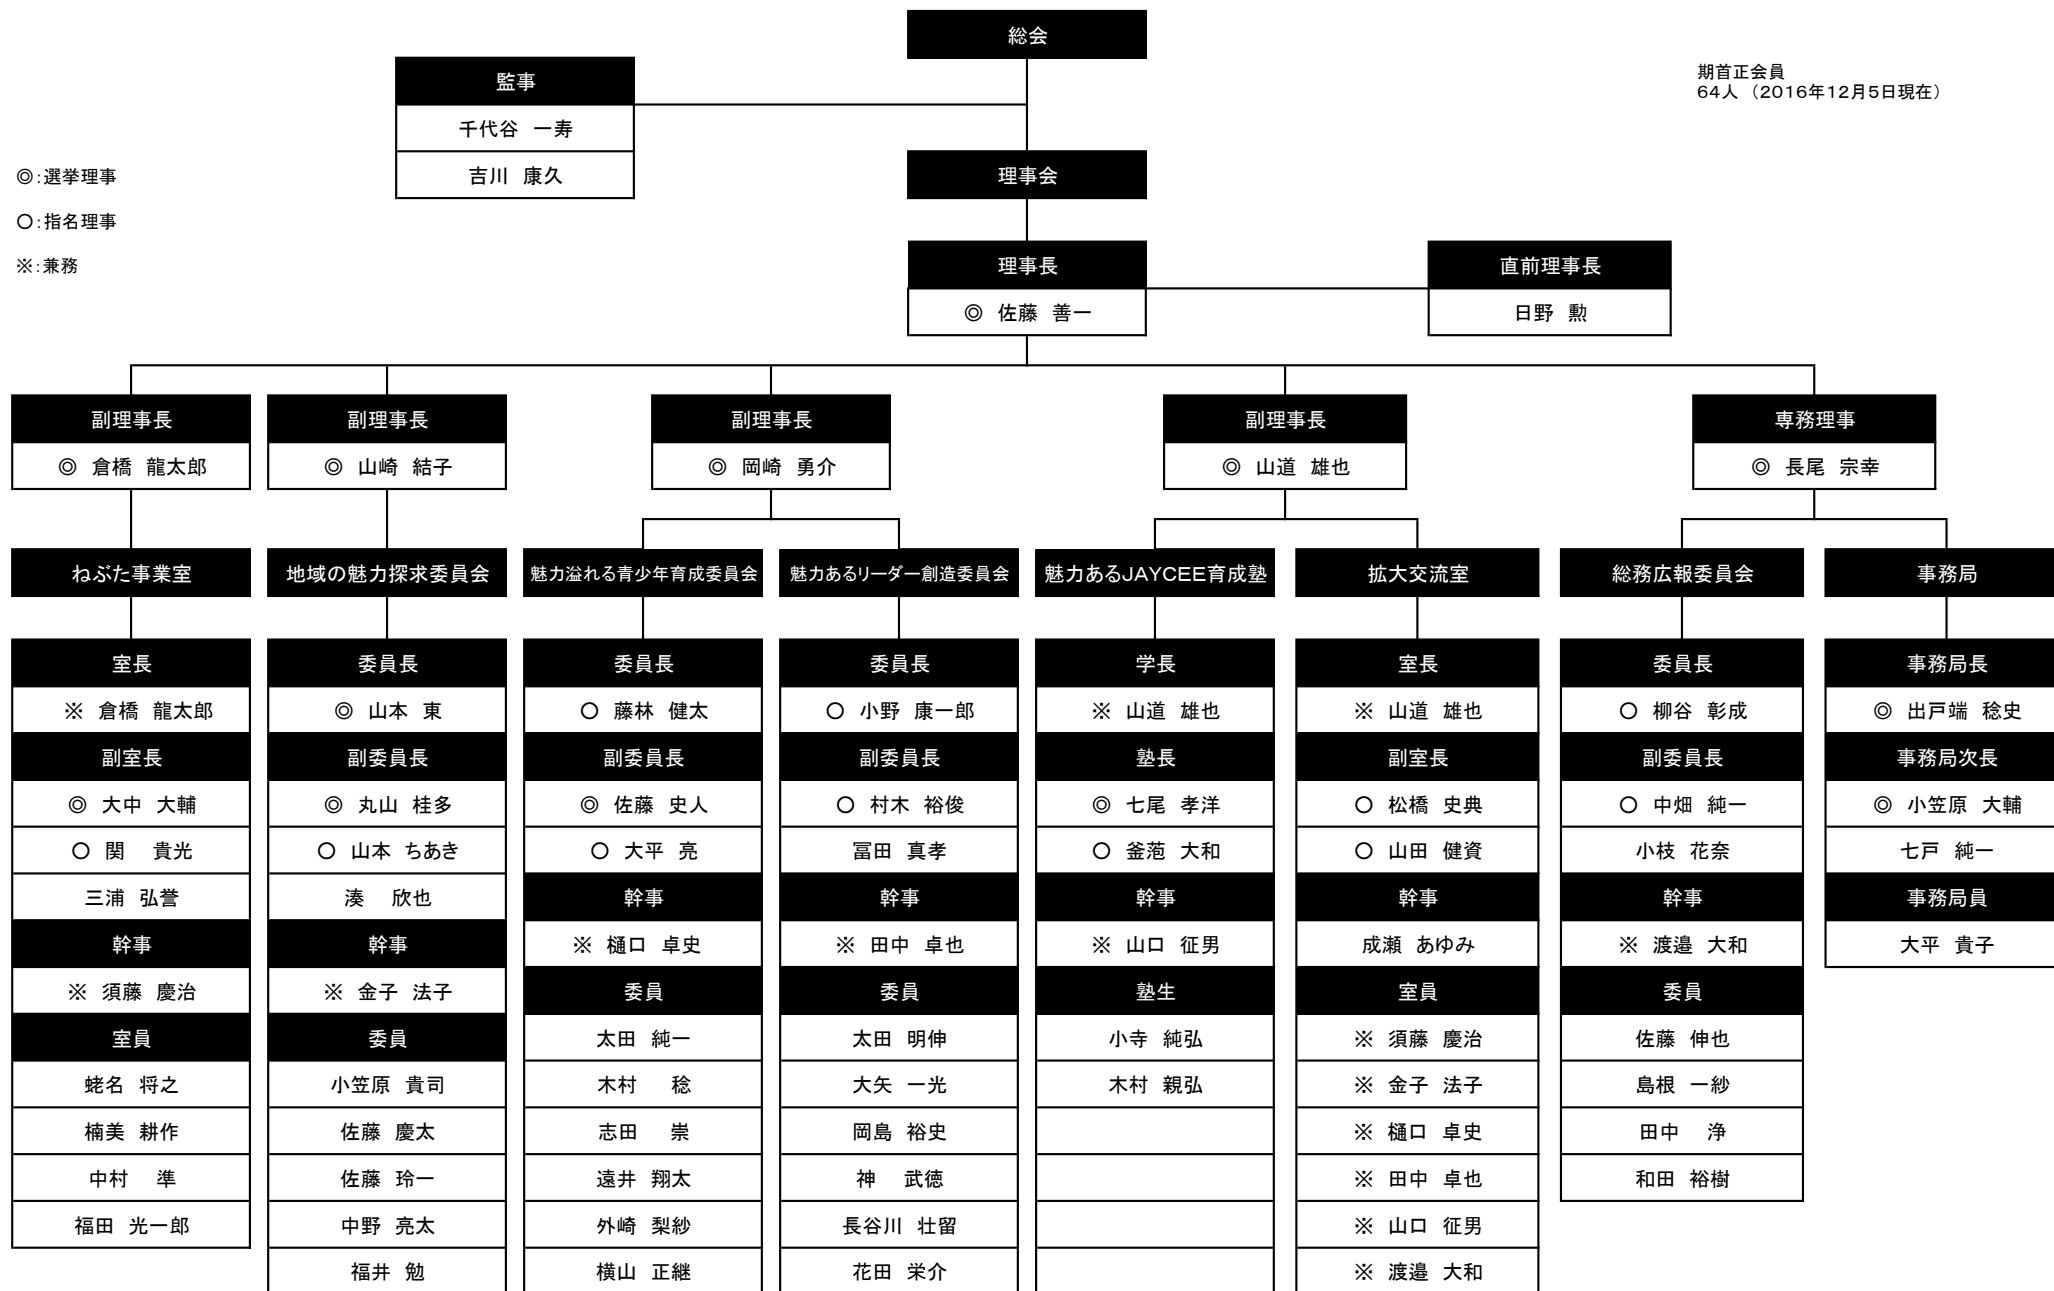 総会
監事
千代谷 一寿
吉川 康久
期首正会員
64人 （2016年12月5日現在）
◎:選挙理事
○:指名理事
※:兼務
理事会
理事長
◎ 佐藤 善一
直前理事長
日野 勲
副理事長
◎ 倉橋 龍太郎
副理事長
◎ 山崎 結子
副理事長
◎ 岡崎 勇介
副理事長
◎ 山道 雄也
専務理事
◎ 長尾 宗幸
ねぶた事業室
室長
※ 倉橋 龍太郎
副室長
◎ 大中 大輔
○ 関 貴光
三浦 弘誉
幹事
※ 須藤 慶治
室員
蛯名 将之
楠美 耕作
中村 準
福田 光一郎
地域の魅力探求委員会
委員長
◎ 山本 東
副委員長
◎ 丸山 桂多
○ 山本 ちあき
湊 欣也
幹事
※ 金子 法子
委員
小笠原 貴司
佐藤 慶太
佐藤 玲一
中野 亮太
福井 勉
魅力溢れる青少年育成委員会
委員長
○ 藤林 健太
副委員長
◎ 佐藤 史人
○ 大平 亮
幹事
※ 樋口 卓史
委員
太田 純一
木村 稔
志田 崇
遠井 翔太
外崎 梨紗
横山 正継
魅力あるリーダー創造委員会
委員長
○ 小野 康一郎
副委員長
○ 村木 裕俊
冨田 真孝
幹事
※ 田中 卓也
委員
太田 明伸
大矢 一光
岡島 裕史
神 武徳
長谷川 壮留
花田 栄介
魅力あるJAYCEE育成塾
学長
※ 山道 雄也
塾長
◎ 七尾 孝洋
○ 釜萢 大和
幹事
※ 山口 征男
塾生
小寺 純弘
木村 親弘
拡大交流室
室長
※ 山道 雄也
副室長
○ 松橋 史典
○ 山田 健資
幹事
成瀬 あゆみ
室員
※ 須藤 慶治
※ 金子 法子
※ 樋口 卓史
※ 田中 卓也
※ 山口 征男
※ 渡邉 大和
総務広報委員会
委員長
○ 柳谷 彰成
副委員長
○ 中畑 純一
小枝 花奈
幹事
※ 渡邉 大和
委員
佐藤 伸也
島根 一紗
田中 浄
和田 裕樹
事務局
事務局長
◎ 出戸端 稔史
事務局次長
◎ 小笠原 大輔
七戸 純一
事務局員
大平 貴子